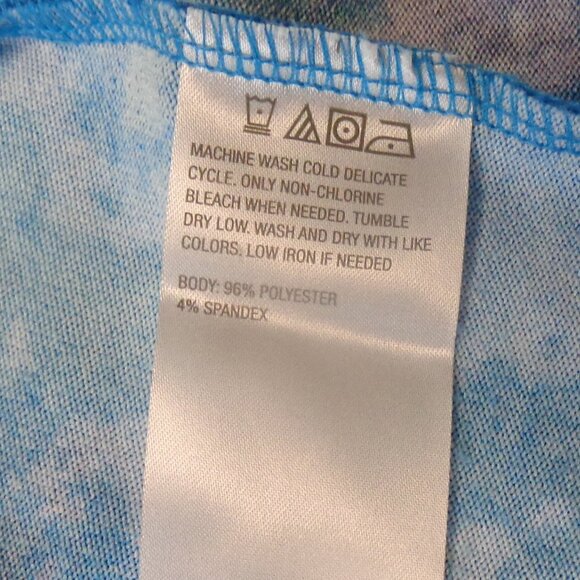 MACHINE WASH COLD DELICATE
CYCLE. ONLY NON-CHLORINE
BLEACH WHEN NEEDED. TUMBLE
DRY LOW. WASH AND DRY WITH LIKE
COLORS, LOW IRON IF NEEDED
BODY: 96% POLYESTER
4% SPANDEX